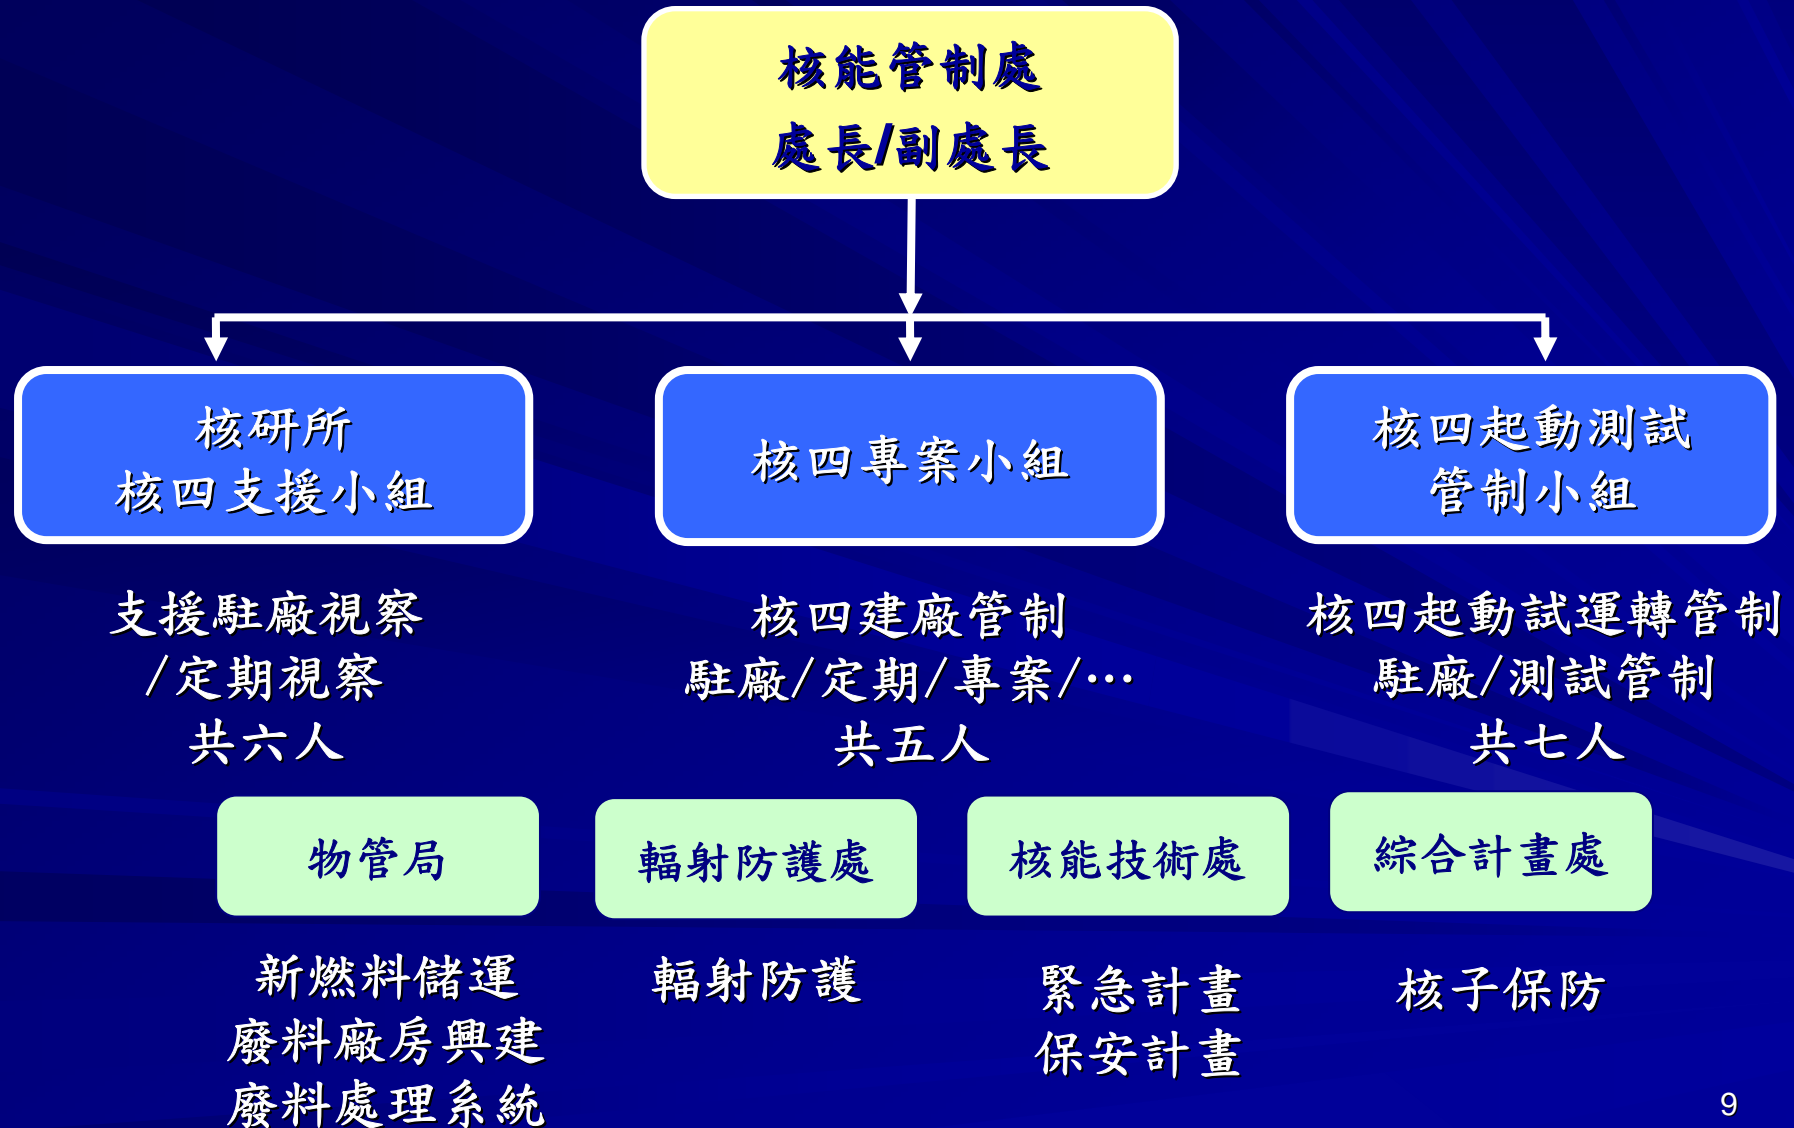 核能管制處
處長/副處長
核研所
核四支援小組
核四專案小組
核四起動測試
管制小組
支援駐廠視察
/定期視察
共六人
核四建廠管制
駐廠/定期/專案/…
共五人
核四起動試運轉管制
駐廠/測試管制
共七人
物管局
輻射防護處
核能技術處
綜合計畫處
新燃料儲運
廢料廠房興建
廢料處理系統
輻射防護
緊急計畫
保安計畫
核子保防
9